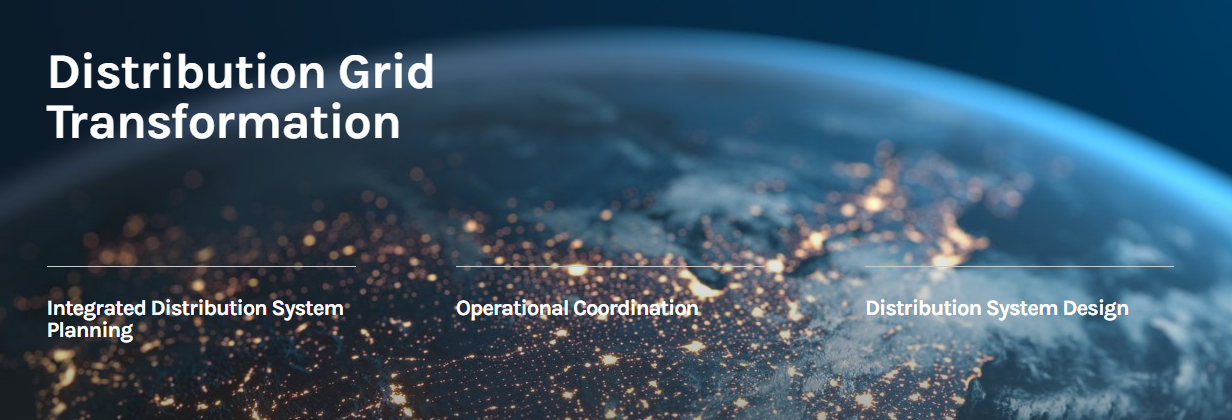 Distribution Grid
Transformation
Integrated Distribution System
Planning
Operational Coordination
Distribution System Design